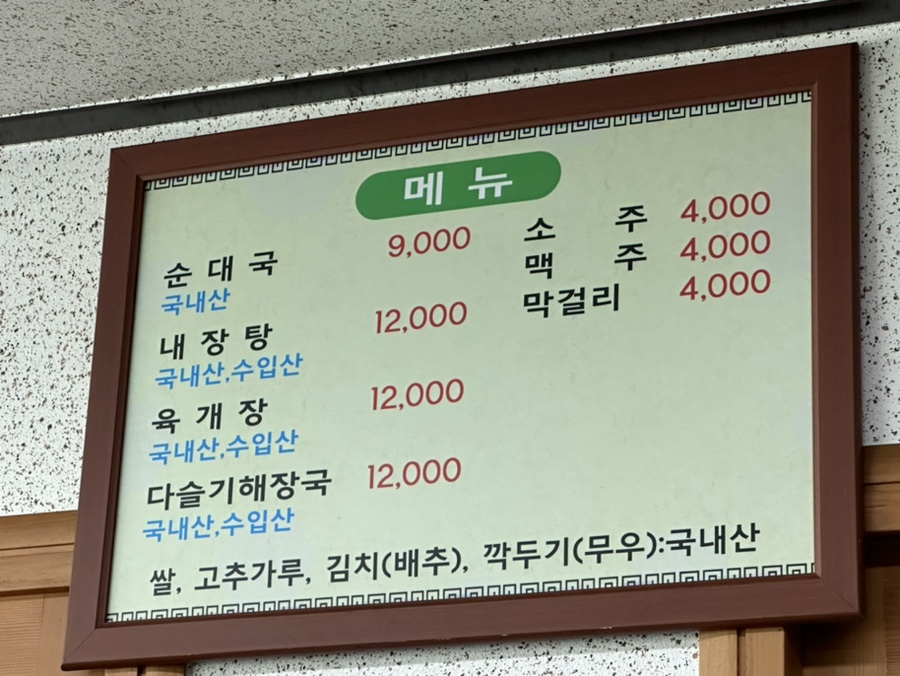 메뉴
순대국 9,000
국내산
내장탕 12,000
국내산,수입산
육개장 12,000
국내산,수입산
다슬기해장국 12,000
국내산,수입산
소주 4,000
맥주 4,000
막걸리 4,000
쌀, 고추가루, 김치(배추), 깍두기(무우):국내산